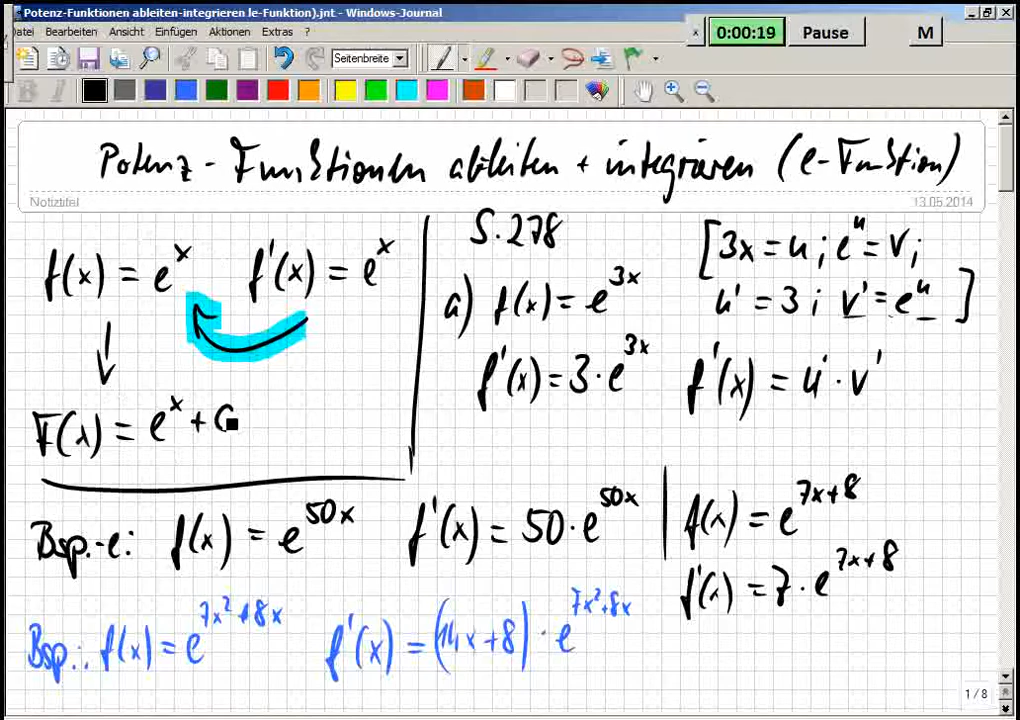 Potenz-Funktionen ableiten-integrieren le-Funktion).jnt - Windows-Journal
Datei Bearbeiten Ansicht Einfügen Aktionen Extras ?
0:00:19 Pause M
Seitenbreite
Potenz - Funktionen ableiten + integrieren (e-Funktion)
Notiztitel 13.05.2014
f(x) = e^x f'(x) = e^x
F(x) = e^x + C
S. 278
a) f(x) = e^{3x}
f'(x) = 3 · e^{3x}
[3x = u ; e^u = v ;
u' = 3 ; v' = e^u ]
f'(x) = u' · v'
Bsp.-e: f(x) = e^{50x} f'(x) = 50 · e^{50x}
f(x) = e^{7x+8}
f'(x) = 7 · e^{7x+8}
Bsp.: f(x) = e^{7x²+8x} f'(x) = (14x+8) · e^{7x²+8x}
1 / 8